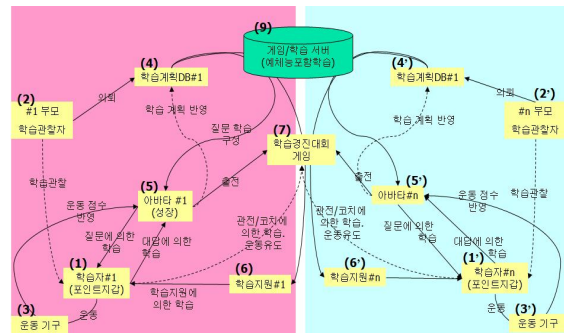 (9)
게임/학습 서버
(예체능포함학습)
(4)
학습계획DB#1
(4')
학습계획DB#1
의뢰
의뢰
(2)
#1 부모
학습관찰자
(2')
#n 부모
학습관찰자
학습 계획 반영
학습 계획 반영
질문 학습
구성
(7)
학습경진대회
게임
학습관찰
학습관찰
출전
출전
(5)
아바타 #1
(성장)
(5')
아바타#n
운동 점수
반영
운동 점수
반영
관전/코치에
의한 학습.
운동유도
관전/코치에
의한 학습.
운동유도
질문에 의한
학습
대답에 의한
학습
질문에 의한
학습
대답에 의한
학습
(1)
학습자#1
(포인트지갑)
(1')
학습자#n
(포인트지갑)
(6)
학습지원#1
(6')
학습지원#n
학습지원에
의한 학습
(3)
운동 기구
운동
운동
(3')
운동 기구